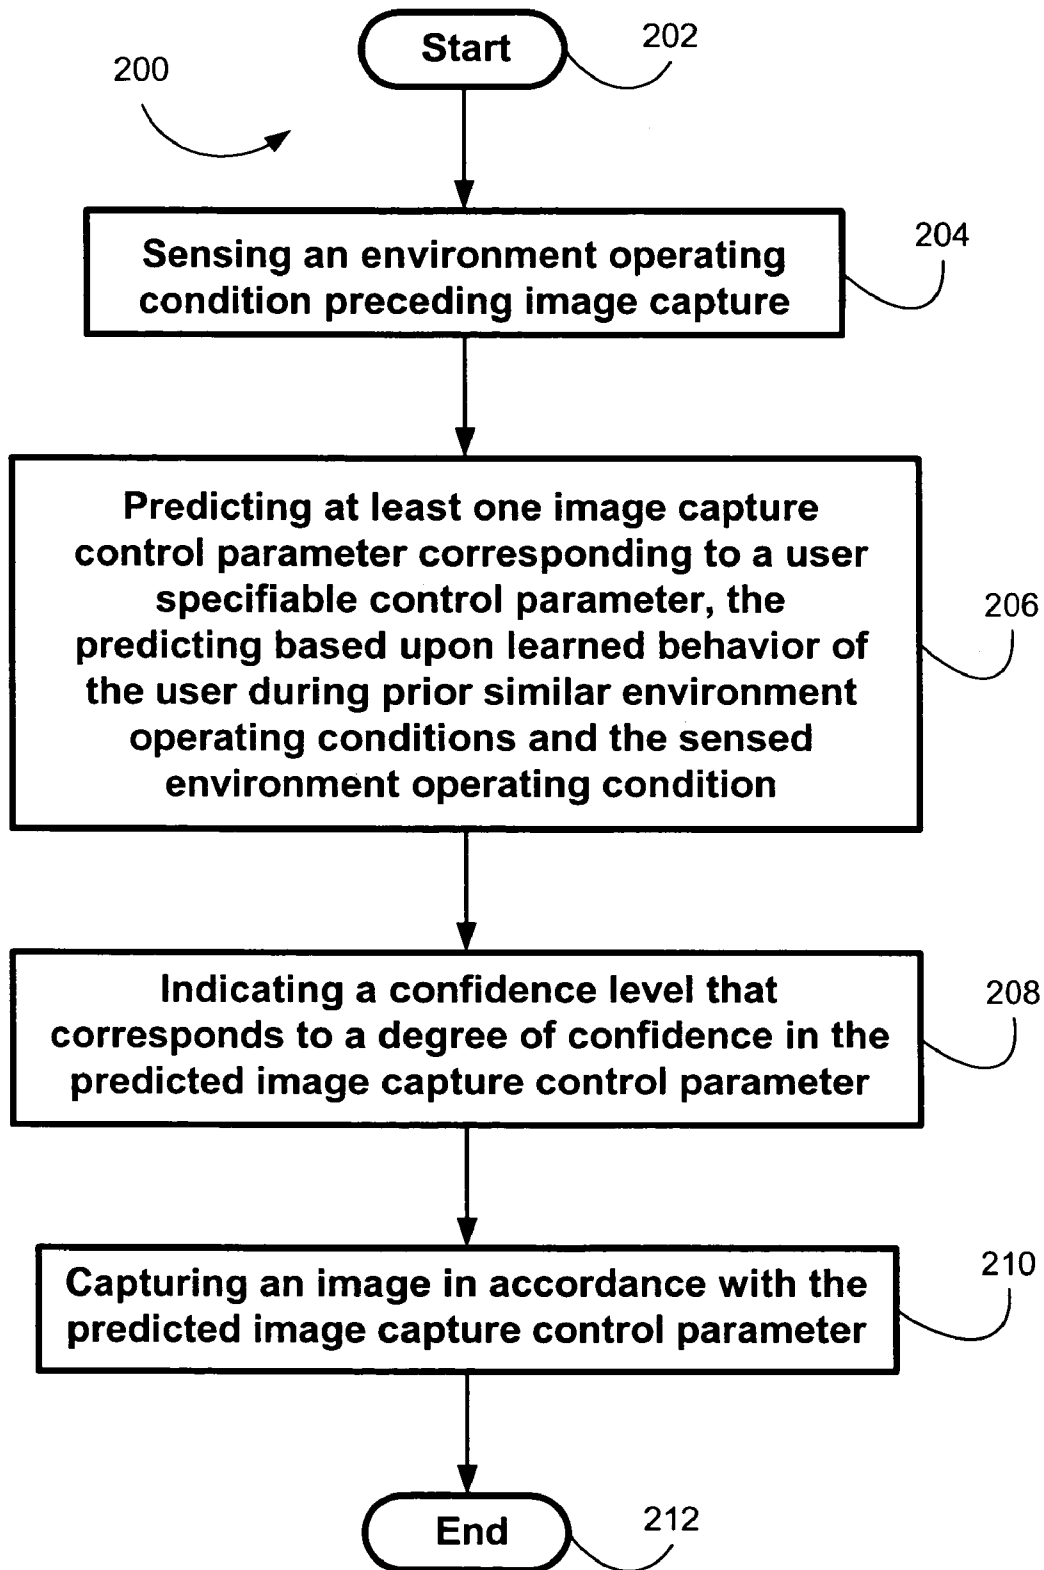 Start
202
200
Sensing an environment operating
condition preceding image capture
204
Predicting at least one image capture
control parameter corresponding to a user
specifiable control parameter, the
predicting based upon learned behavior of
the user during prior similar environment
operating conditions and the sensed
environment operating condition
206
Indicating a confidence level that
corresponds to a degree of confidence in the
predicted image capture control parameter
208
Capturing an image in accordance with the
predicted image capture control parameter
210
End
212